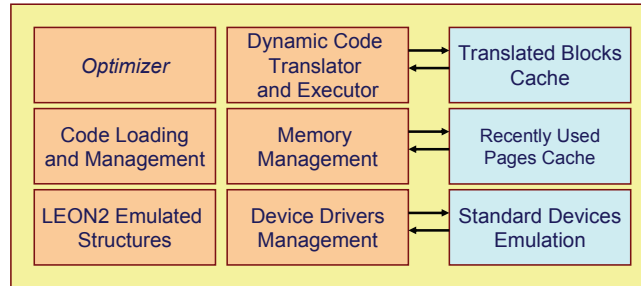 Optimizer
Dynamic Code
Translator
and Executor
Translated Blocks
Cache
Code Loading
and Management
Memory
Management
Recently Used
Pages Cache
LEON2 Emulated
Structures
Device Drivers
Management
Standard Devices
Emulation